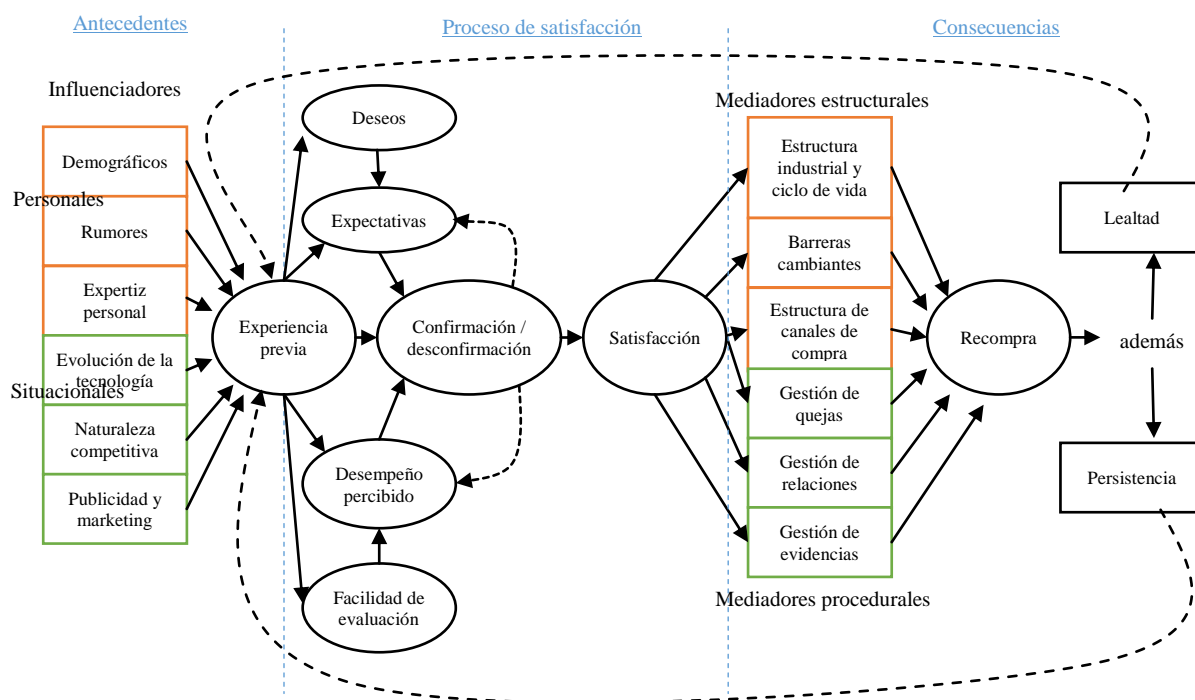 Antecedentes
Proceso de satisfacción
Consecuencias
Influenciadores
Demográficos
Personales
Rumores
Expertiz
personal
Evolución de la
tecnología
Situacionales
Naturaleza
competitiva
Publicidad y
marketing
Experiencia
previa
Deseos
Expectativas
Confirmación /
desconfirmación
Desempeño
percibido
Facilidad de
evaluación
Satisfacción
Mediadores estructurales
Estructura
industrial y
ciclo de vida
Barreras
cambiantes
Estructura de
canales de
compra
Gestión de
quejas
Gestión de
relaciones
Gestión de
evidencias
Mediadores procedurales
Recompra
Lealtad
además
Persistencia